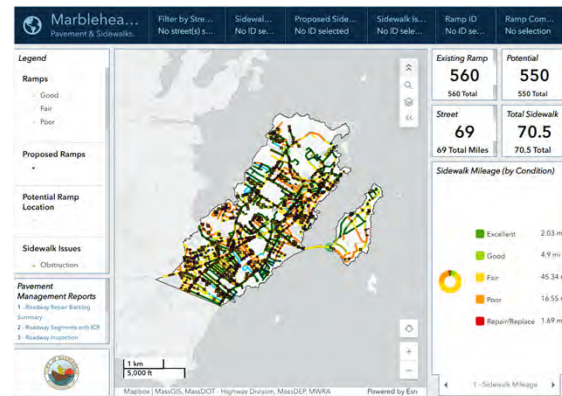 Marblehea...
Pavement & Sidewalks
Filter by Stre...
No street(s) s...
Sidewal...
No ID se...
Proposed Side...
No ID selected
Sidewalk Is...
No ID sele...
Ramp ID
No ID se...
Ramp Com...
No selection
Legend
Ramps
Good
Fair
Poor
Proposed Ramps
Potential Ramp
Location
Sidewalk Issues
Obstruction
Pavement
Management Reports
1 - Roadway Repair Backlog
Summary
2 - Roadway Segments with ICR
3 - Roadway Inspection
1 km
5,000 ft
Mapbox | MassGIS, MassDOT - Highway Division, MassDEP, MWRA
Powered by Esri
Existing Ramp
560
560 Total
Potential
550
550 Total
Street
69
69 Total Miles
Total Sidewalk
70.5
70.5 Total
Sidewalk Mileage (by Condition)
Excellent 2.03 m
Good 4.9 mi
Fair 45.34 m
Poor 16.55 m
Repair/Replace 1.69 m
1 - Sidewalk Mileage